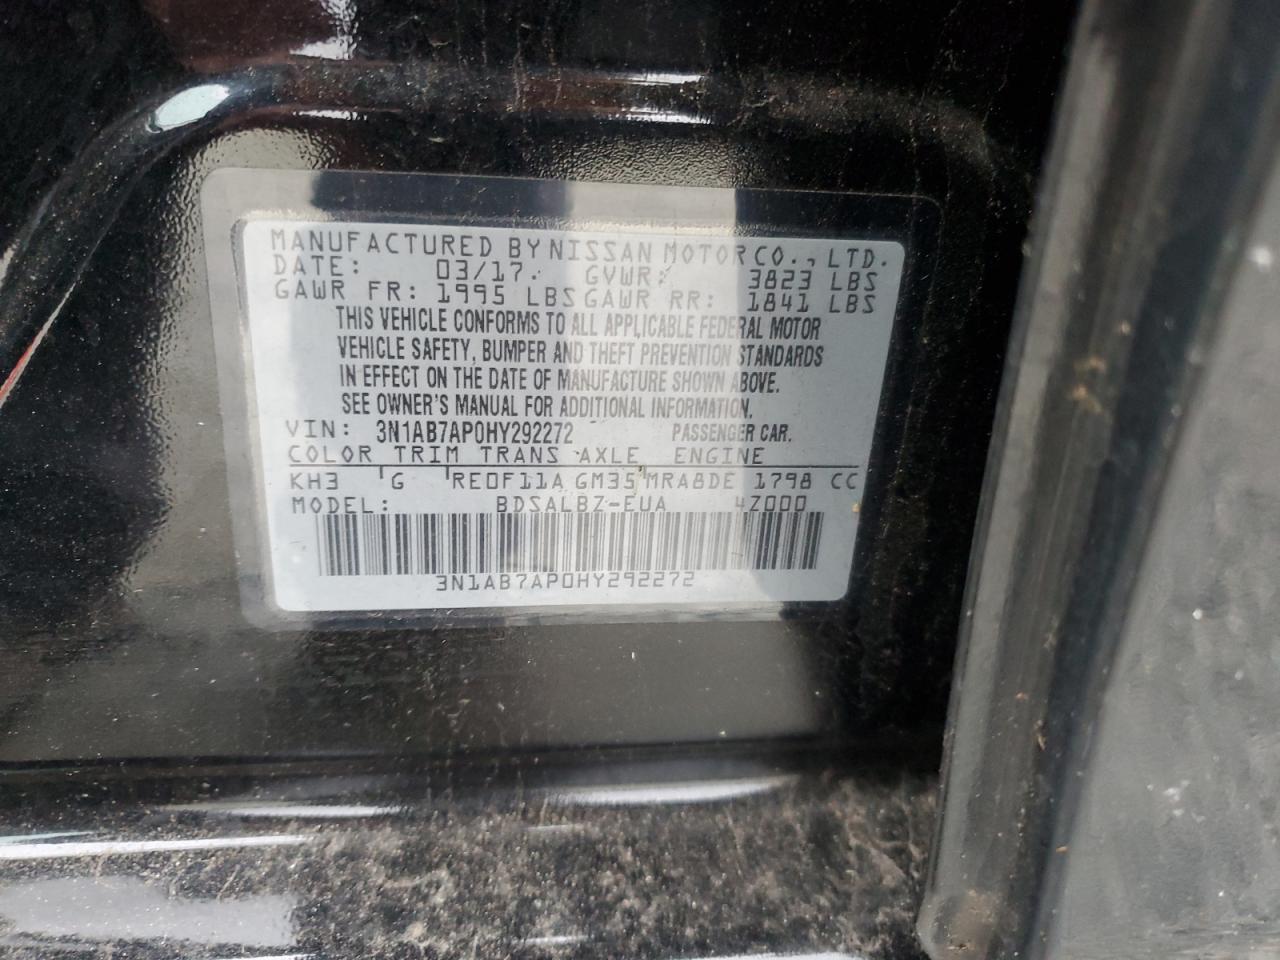 MANUFACTURED BY NISSAN MOTOR CO., LTD.
DATE: 03/17. GVWR: 3823 LBS
GAWR FR: 1995 LBS GAWR RR: 1841 LBS
THIS VEHICLE CONFORMS TO ALL APPLICABLE FEDERAL MOTOR
VEHICLE SAFETY, BUMPER AND THEFT PREVENTION STANDARDS
IN EFFECT ON THE DATE OF MANUFACTURE SHOWN ABOVE.
SEE OWNER'S MANUAL FOR ADDITIONAL INFORMATION.
VIN: 3N1AB7AP0HY292272 PASSENGER CAR.
COLOR TRIM TRANS AXLE ENGINE
KH3 G RE0F11A GM35 MRA8DE 1798 CC
MODEL: BDSALBZ-EUA 4Z000
3N1AB7AP0HY292272